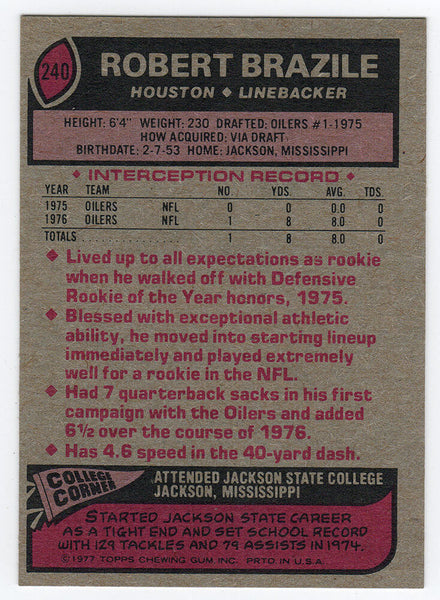 240
ROBERT BRAZILE
HOUSTON ♦ LINEBACKER
HEIGHT: 6'4" WEIGHT: 230 DRAFTED: OILERS #1-1975
HOW ACQUIRED: VIA DRAFT
BIRTHDATE: 2-7-53 HOME: JACKSON, MISSISSIPPI
♦ INTERCEPTION RECORD ♦
YEAR TEAM NO. YDS. AVG. TDS.
1975 OILERS NFL 0 0 0.0 0
1976 OILERS NFL 1 8 8.0 0
TOTALS 1 8 8.0 0
♦ Lived up to all expectations as rookie
when he walked off with Defensive
Rookie of the Year honors, 1975.
♦ Blessed with exceptional athletic
ability, he moved into starting lineup
immediately and played extremely
well for a rookie in the NFL.
♦ Had 7 quarterback sacks in his first
campaign with the Oilers and added
6½ over the course of 1976.
♦ Has 4.6 speed in the 40-yard dash.
COLLEGE
CORNER
ATTENDED JACKSON STATE COLLEGE
JACKSON, MISSISSIPPI
STARTED JACKSON STATE CAREER
AS A TIGHT END AND SET SCHOOL RECORD
WITH 129 TACKLES AND 79 ASSISTS IN 1974.
©1977 TOPPS CHEWING GUM INC. PRTD IN U.S.A.